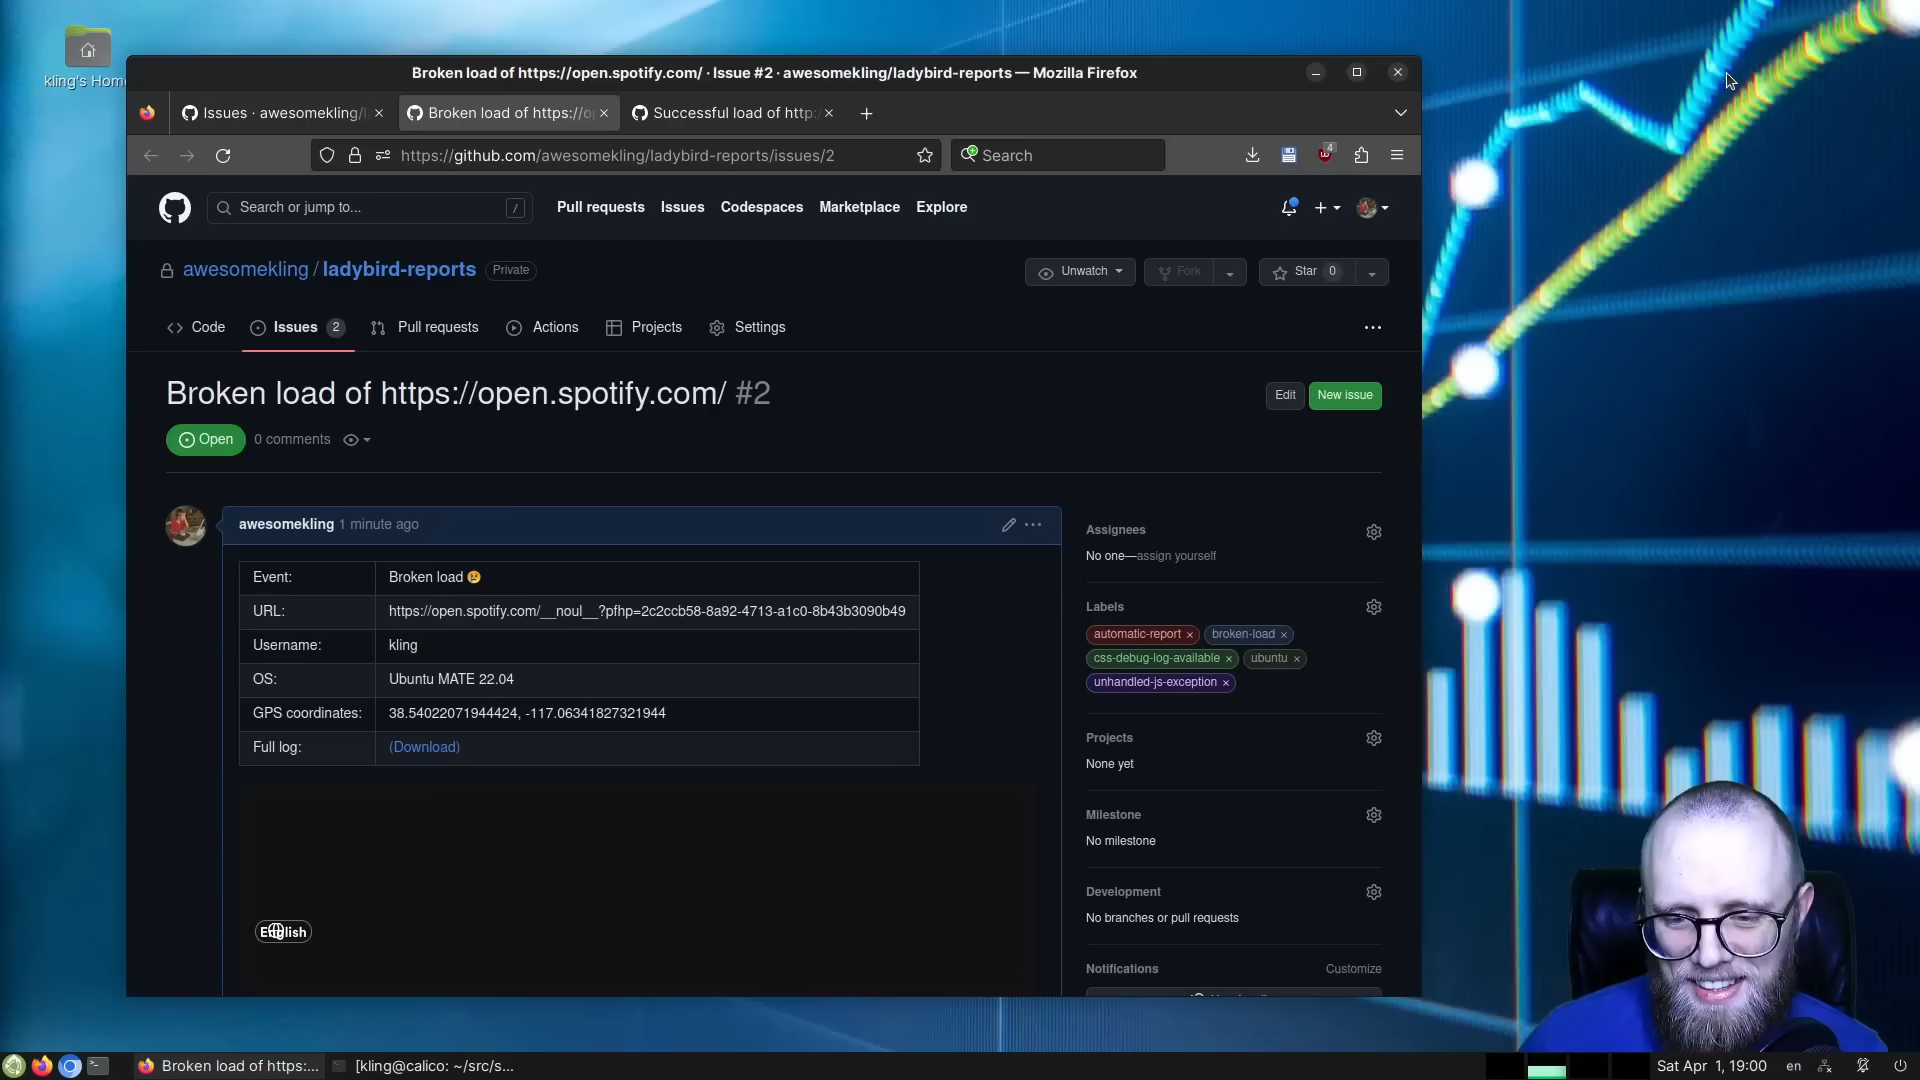 kling's Hom
Broken load of https://open.spotify.com/ · Issue #2 · awesomekling/ladybird-reports — Mozilla Firefox
Issues · awesomekling/l
Broken load of https://o
Successful load of http:
https://github.com/awesomekling/ladybird-reports/issues/2
Search
4
Search or jump to...
/
Pull requests
Issues
Codespaces
Marketplace
Explore
awesomekling / ladybird-reports
Private
Unwatch
Fork
Star 0
Code
Issues 2
Pull requests
Actions
Projects
Settings
Broken load of https://open.spotify.com/ #2
Edit
New issue
Open
0 comments
awesomekling 1 minute ago
Event: Broken load
URL: https://open.spotify.com/__noul__?pfhp=2c2ccb58-8a92-4713-a1c0-8b43b3090b49
Username: kling
OS: Ubuntu MATE 22.04
GPS coordinates: 38.54022071944424, -117.06341827321944
Full log: (Download)
English
Assignees
No one—assign yourself
Labels
automatic-report × broken-load ×
css-debug-log-available × ubuntu ×
unhandled-js-exception ×
Projects
None yet
Milestone
No milestone
Development
No branches or pull requests
Notifications Customize
Broken load of https:...
[kling@calico: ~/src/s...
Sat Apr 1, 19:00
en